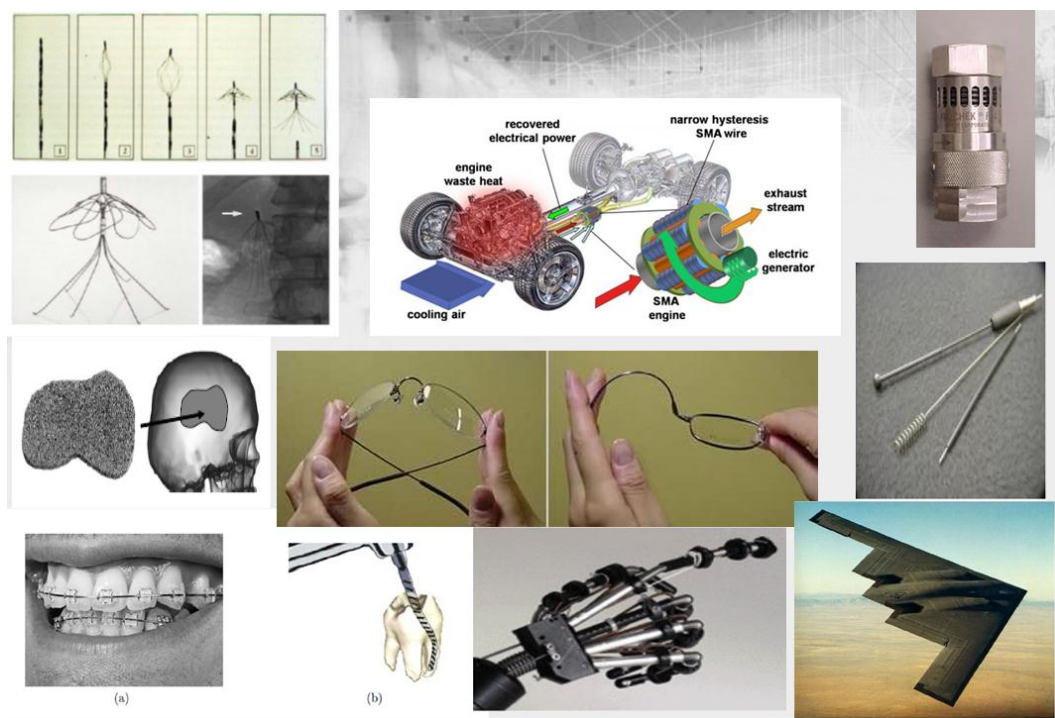 1
2
3
4
5
recovered
electrical power
narrow hysteresis
SMA wire
engine
waste heat
exhaust
stream
electric
generator
SMA
engine
cooling air
CHEK
(a)
(b)